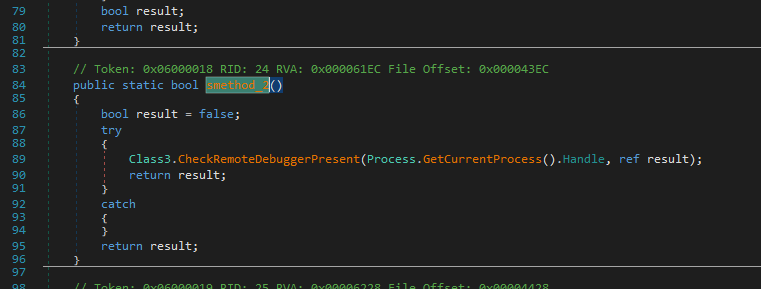 79 bool result;
80 return result;
81 }
82
83 // Token: 0x06000018 RID: 24 RVA: 0x000061EC File Offset: 0x000043EC
84 public static bool smethod_2()
85 {
86 bool result = false;
87 try
88 {
89 Class3.CheckRemoteDebuggerPresent(Process.GetCurrentProcess().Handle, ref result);
90 return result;
91 }
92 catch
93 {
94 }
95 return result;
96 }
97
98 // Token: 0x06000019 RID: 25 RVA: 0x00006228 File Offset: 0x00004428